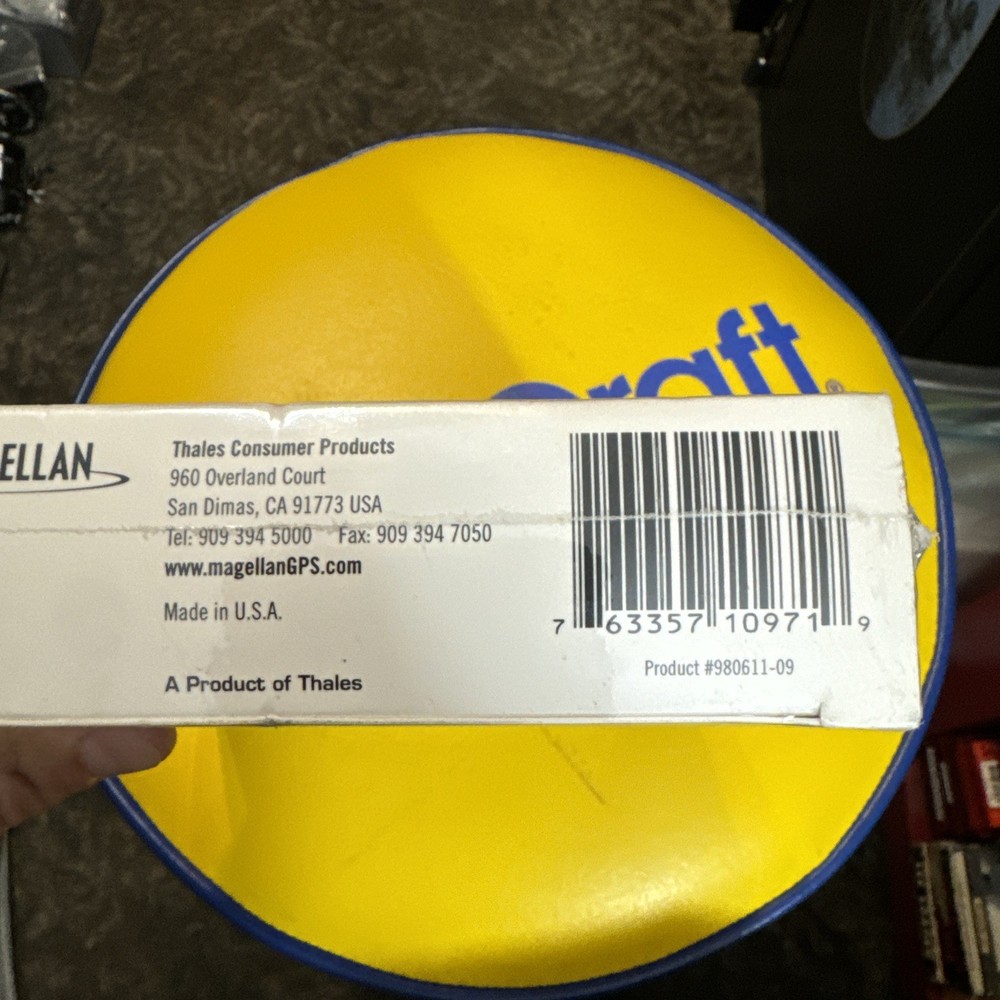 raft®
ELLAN
Thales Consumer Products
960 Overland Court
San Dimas, CA 91773 USA
Tel: 909 394 5000 Fax: 909 394 7050
www.magellanGPS.com
Made in U.S.A.
A Product of Thales
7 63357 10971 9
Product #980611-09